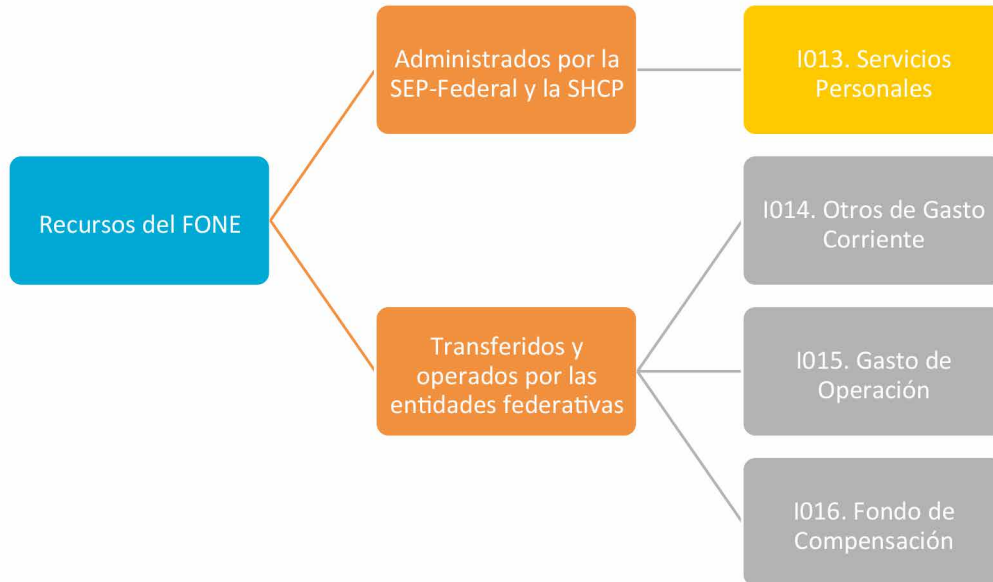 Recursos del FONE
Administrados por la
SEP-Federal y la SHCP
I013. Servicios
Personales
Transferidos y
operados por las
entidades federativas
I014. Otros de Gasto
Corriente
I015. Gasto de
Operación
I016. Fondo de
Compensación